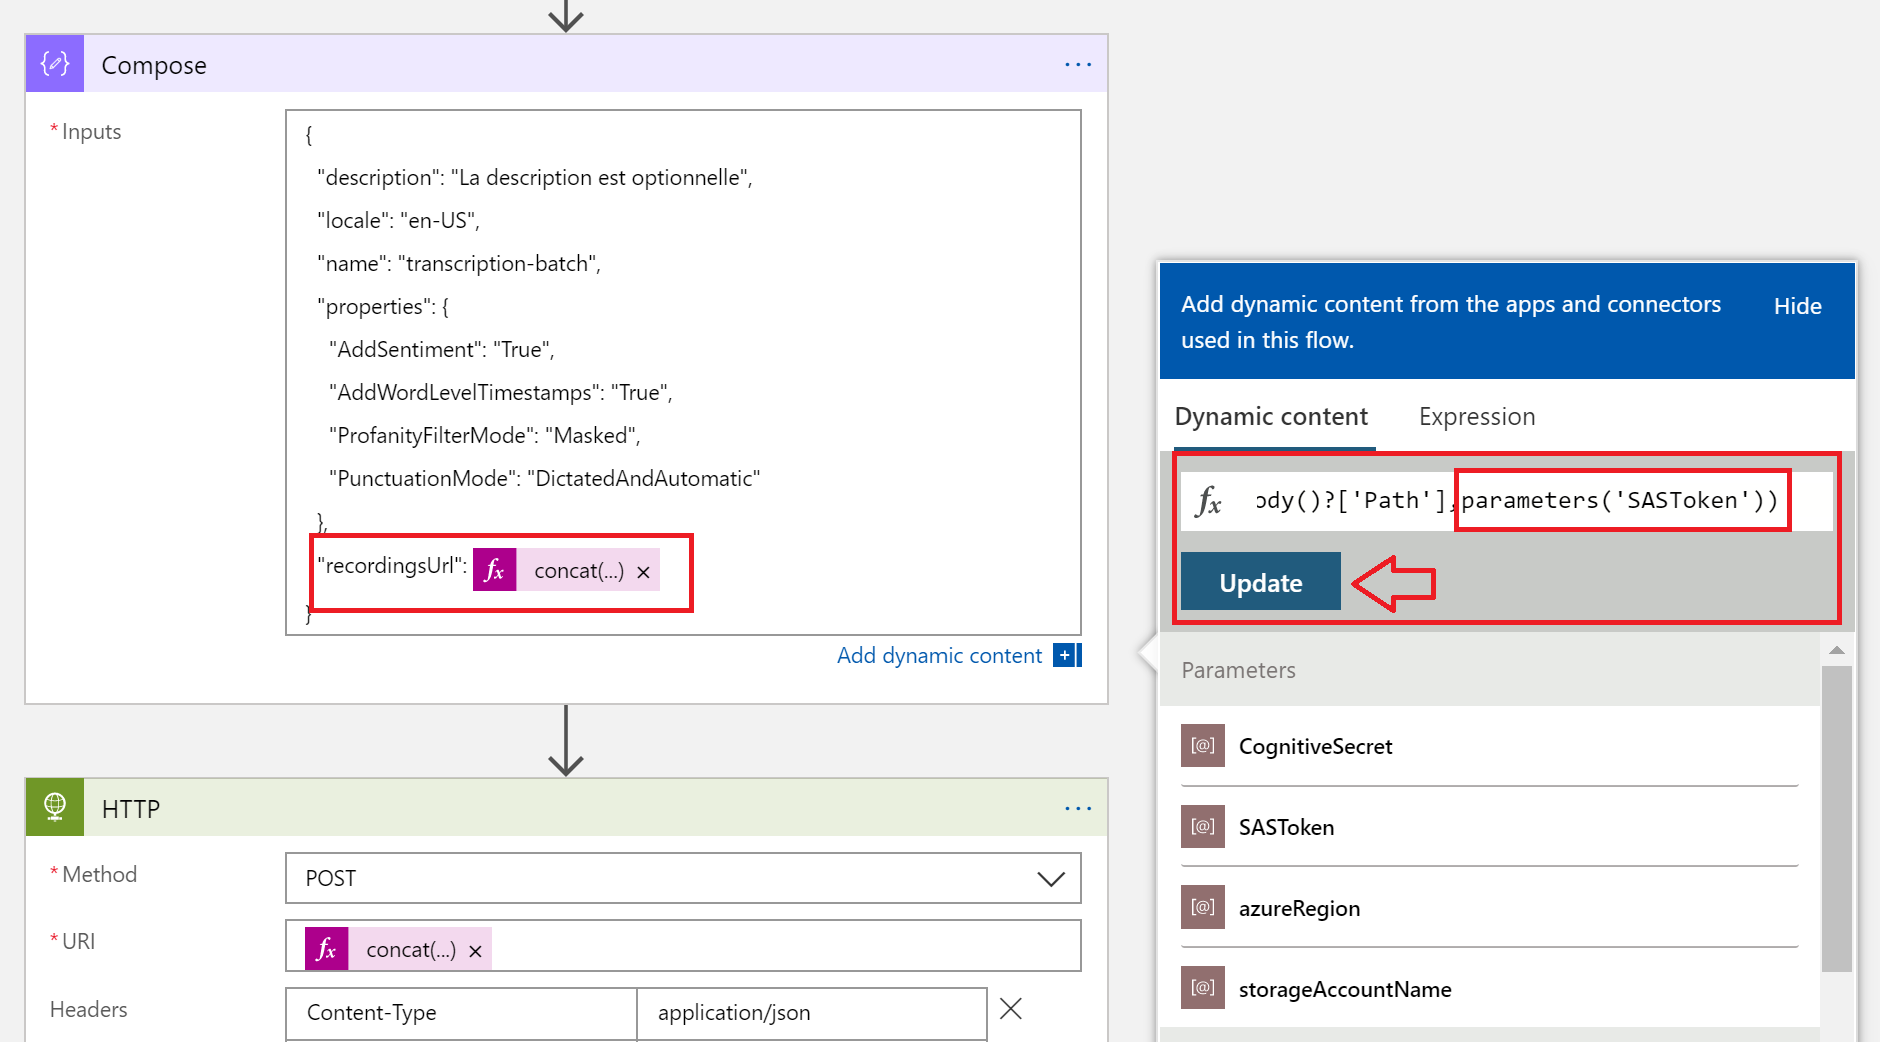 Compose
...
*Inputs
{
"description": "La description est optionnelle",
"locale": "en-US",
"name": "transcription-batch",
"properties": {
"AddSentiment": "True",
"AddWordLevelTimestamps": "True",
"ProfanityFilterMode": "Masked",
"PunctuationMode": "DictatedAndAutomatic"
},
"recordingsUrl": fx concat(...) ×
}
Add dynamic content +
HTTP
...
*Method
POST
*URI
fx concat(...) ×
Headers
Content-Type application/json
Add dynamic content from the apps and connectors
used in this flow.
Hide
Dynamic content Expression
fx ody()?['Path'],parameters('SASToken'))
Update
Parameters
[@] CognitiveSecret
[@] SASToken
[@] azureRegion
[@] storageAccountName